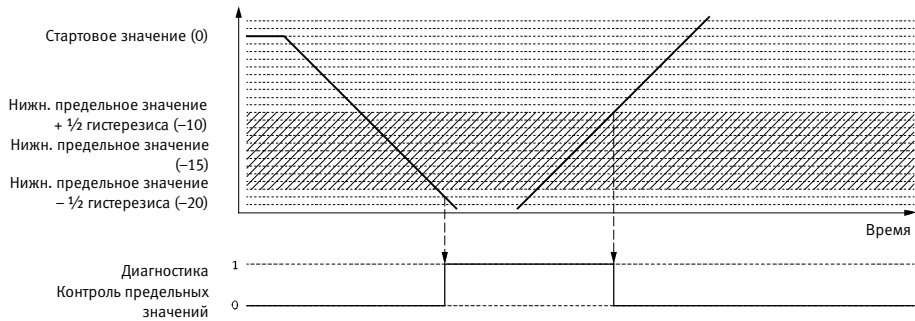 Стартовое значение (0)
Нижн. предельное значение
+ ½ гистерезиса (–10)
Нижн. предельное значение
(–15)
Нижн. предельное значение
– ½ гистерезиса (–20)
Время
Диагностика
Контроль предельных
значений
1
0